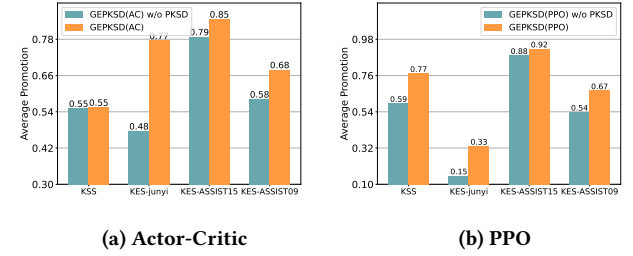 GEPKSD(AC) w/o PKSD
GEPKSD(AC)
Average Promotion
0.78
0.66
0.54
0.42
0.30
0.55
0.55
0.48
0.77
0.79
0.85
0.58
0.68
KSS
KES-junyi
KES-ASSIST15
KES-ASSIST09
(a) Actor-Critic
GEPKSD(PPO) w/o PKSD
GEPKSD(PPO)
Average Promotion
0.98
0.76
0.54
0.32
0.10
0.59
0.77
0.15
0.33
0.88
0.92
0.54
0.67
KSS
KES-junyi
KES-ASSIST15
KES-ASSIST09
(b) PPO